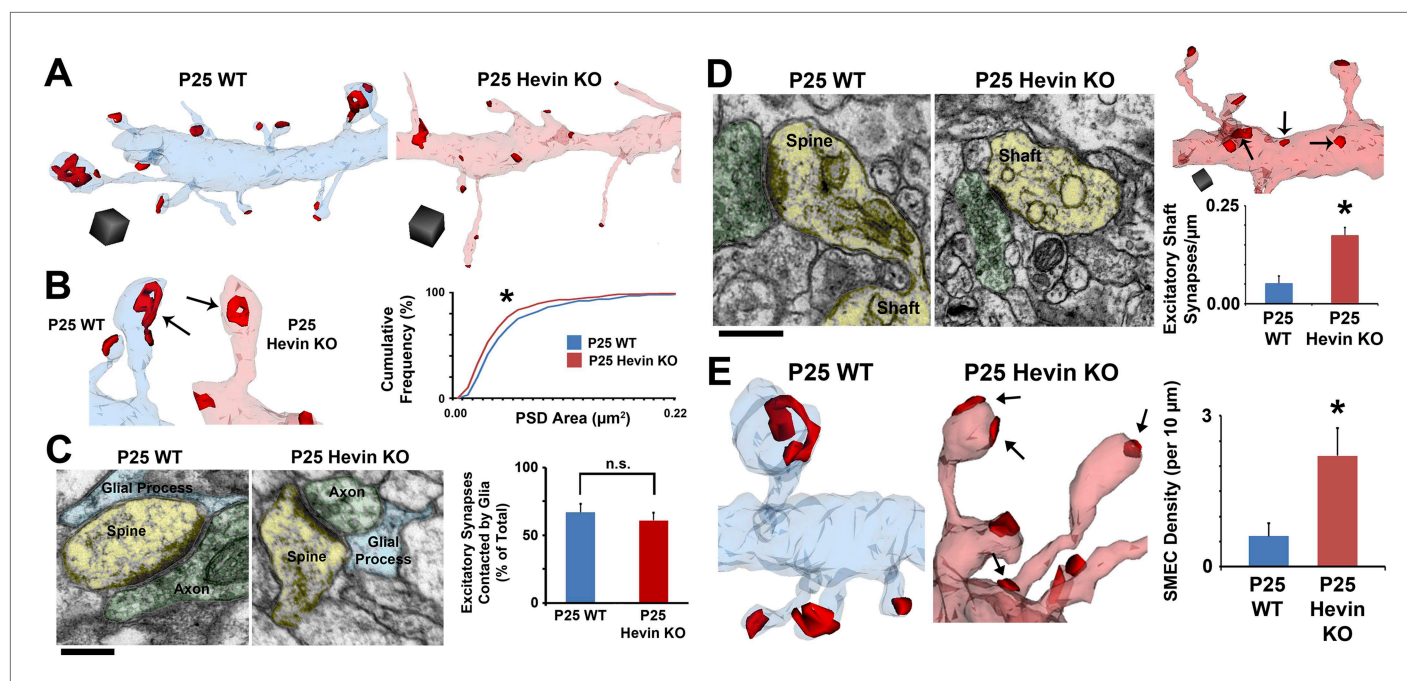 A
P25 WT
P25 Hevin KO
B
P25 WT
P25
Hevin KO
Cumulative
Frequency (%)
100
0
*
P25 WT
P25 Hevin KO
0.00
0.22
PSD Area (µm2)
C
P25 WT
P25 Hevin KO
Glial Process
Spine
Axon
Axon
Spine
Glial
Process
Excitatory Synapses
Contacted by Glia
(% of Total)
100
50
0
n.s.
P25 WT
P25
Hevin KO
D
P25 WT
P25 Hevin KO
Spine
Shaft
Shaft
Excitatory Shaft
Synapses/µm
0.25
0.00
*
P25
WT
P25
Hevin KO
E
P25 WT
P25 Hevin KO
SMEC Density (per 10 µm)
3
0
*
P25
WT
P25
Hevin
KO